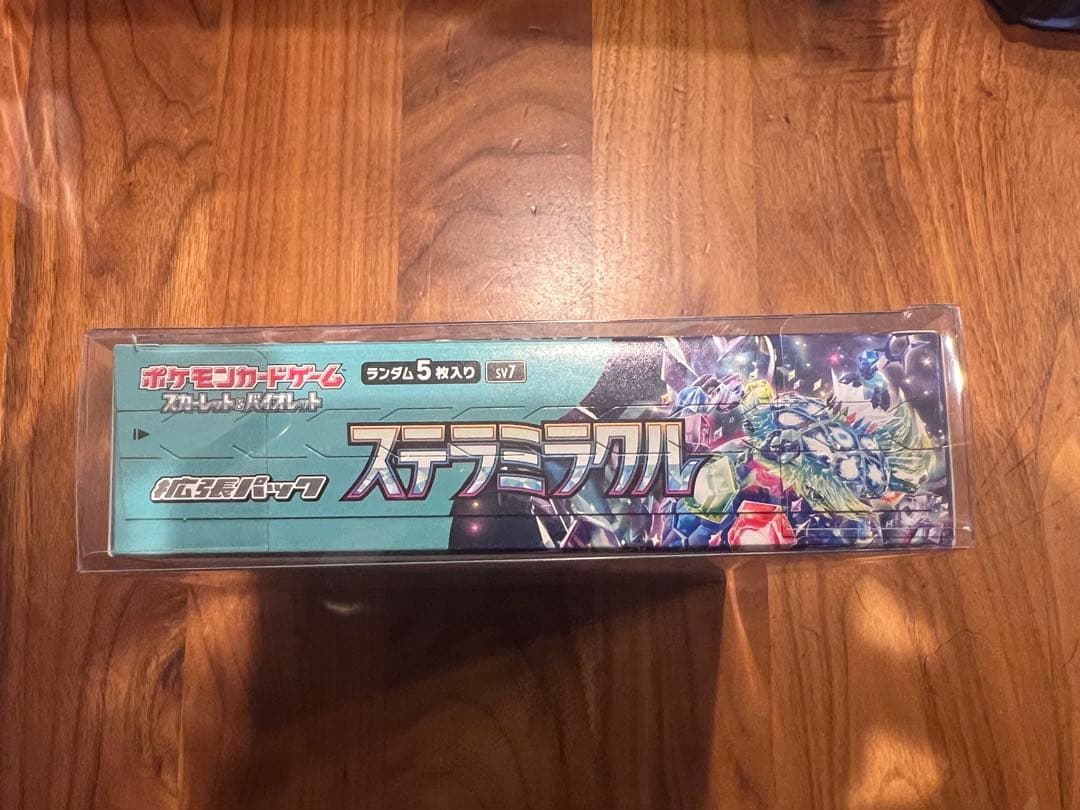 ポケモンカードゲーム
スカーレット&バイオレット
ランダム5枚入り
SV7
拡張パック
ステラミラクル